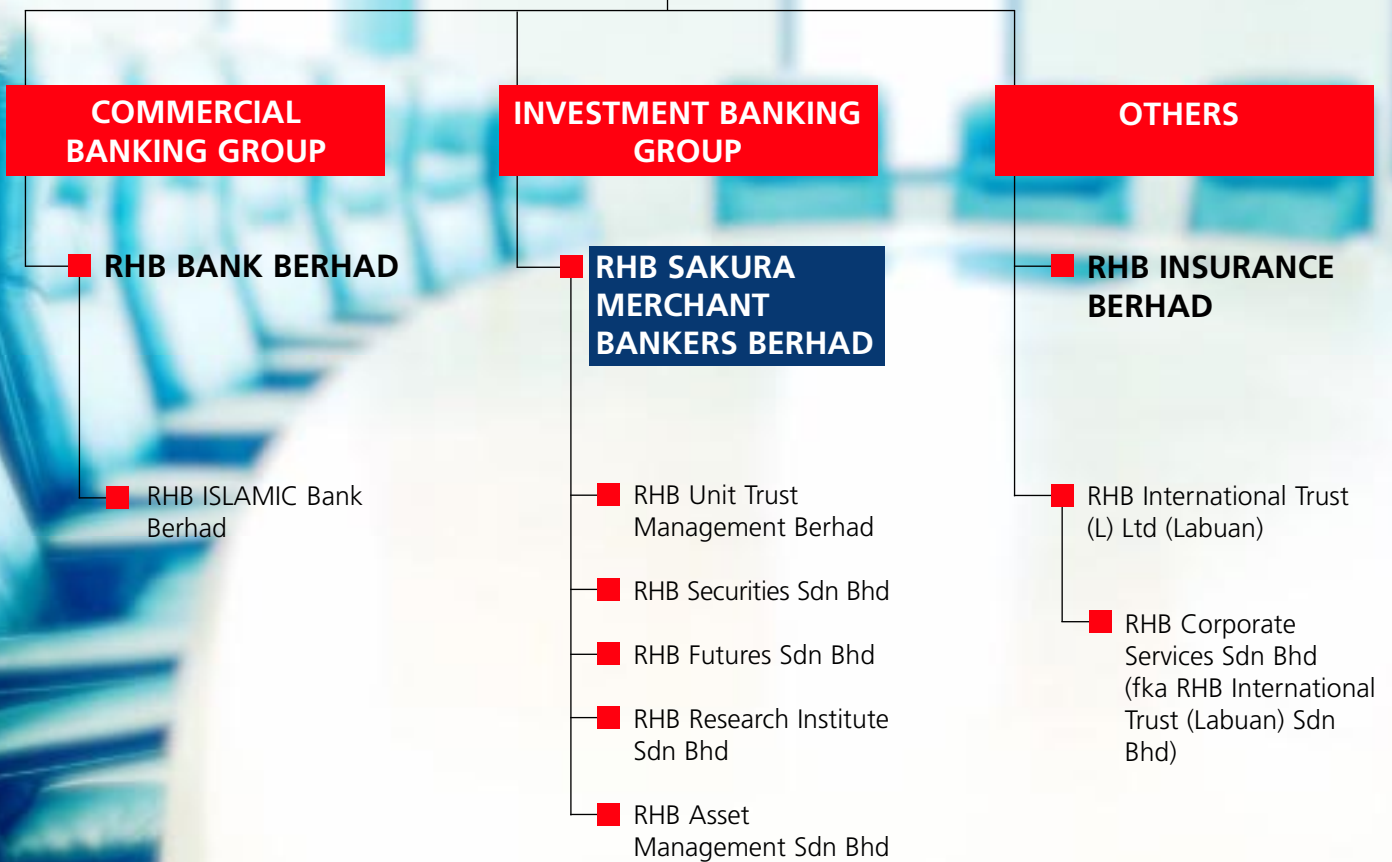 COMMERCIAL
BANKING GROUP
RHB BANK BERHAD
RHB ISLAMIC Bank
Berhad
INVESTMENT BANKING
GROUP
RHB SAKURA
MERCHANT
BANKERS BERHAD
RHB Unit Trust
Management Berhad
RHB Securities Sdn Bhd
RHB Futures Sdn Bhd
RHB Research Institute
Sdn Bhd
RHB Asset
Management Sdn Bhd
OTHERS
RHB INSURANCE
BERHAD
RHB International Trust
(L) Ltd (Labuan)
RHB Corporate
Services Sdn Bhd
(fka RHB International
Trust (Labuan) Sdn
Bhd)